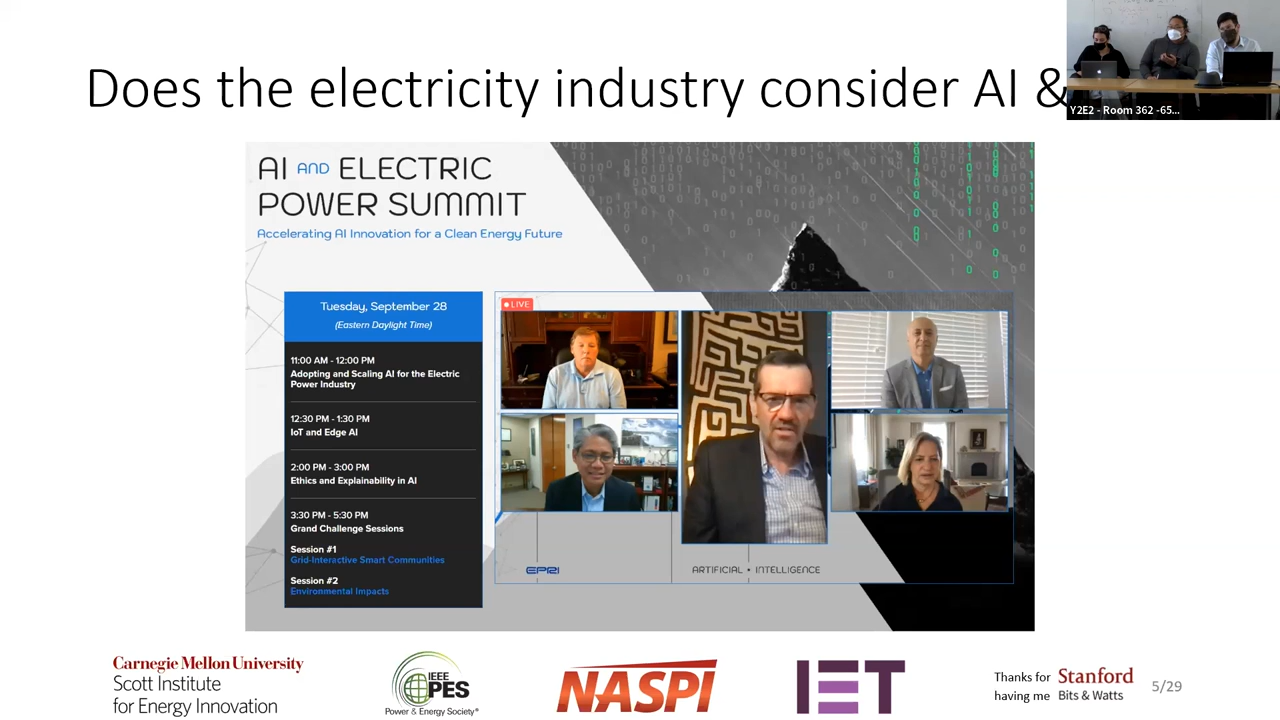 Does the electricity industry consider AI &
Y2E2 - Room 362 -65...
AI AND ELECTRIC
POWER SUMMIT
Accelerating AI Innovation for a Clean Energy Future
Tuesday, September 28
(Eastern Daylight Time)
11:00 AM - 12:00 PM
Adopting and Scaling AI for the Electric
Power Industry
12:30 PM - 1:30 PM
IoT and Edge AI
2:00 PM - 3:00 PM
Ethics and Explainability in AI
3:30 PM - 5:30 PM
Grand Challenge Sessions
Session #1
Grid-Interactive Smart Communities
Session #2
Environmental Impacts
LIVE
EPRI
ARTIFICIAL • INTELLIGENCE
Carnegie Mellon University
Scott Institute
for Energy Innovation
IEEE
PES
Power & Energy Society®
NASPI
IET
Thanks for
having me
Stanford
Bits & Watts
5/29